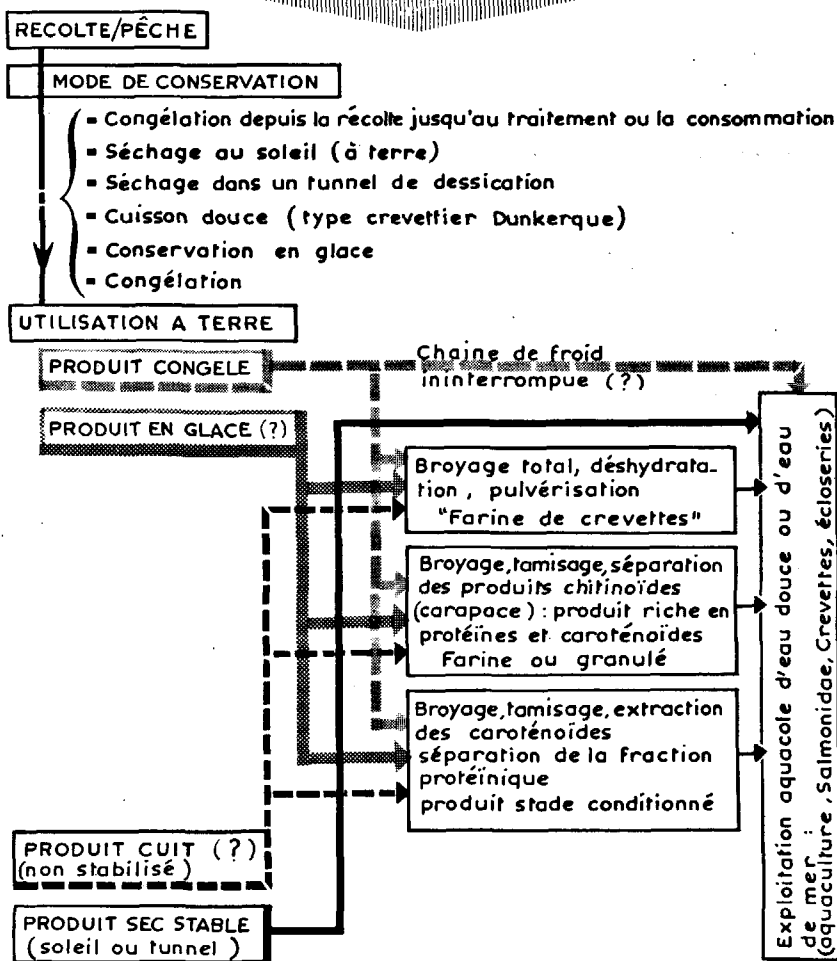 RECOLTE/PÊCHE
MODE DE CONSERVATION
- Congélation depuis la récolte jusqu'au traitement ou la consommation
- Séchage au soleil (à terre)
- Séchage dans un tunnel de dessication
- Cuisson douce (type crevettier Dunkerque)
- Conservation en glace
- Congélation
UTILISATION A TERRE
PRODUIT CONGELE
Chaine de froid
ininterrompue (?)
PRODUIT EN GLACE (?)
Broyage total, déshydrata_
tion, pulvérisation
"Farine de crevettes"
Broyage, tamisage, séparation
des produits chitinoïdes
(carapace) : produit riche en
protéines et caroténoïdes
Farine ou granulé
Broyage, tamisage, extraction
des caroténoïdes
séparation de la fraction
protéïnique
produit stade conditionné
PRODUIT CUIT (?)
(non stabilisé)
PRODUIT SEC STABLE
(soleil ou tunnel)
Exploitation aquacole d'eau douce ou d'eau
de mer :
(aquaculture, Salmonidae, Crevettes, écloseries)